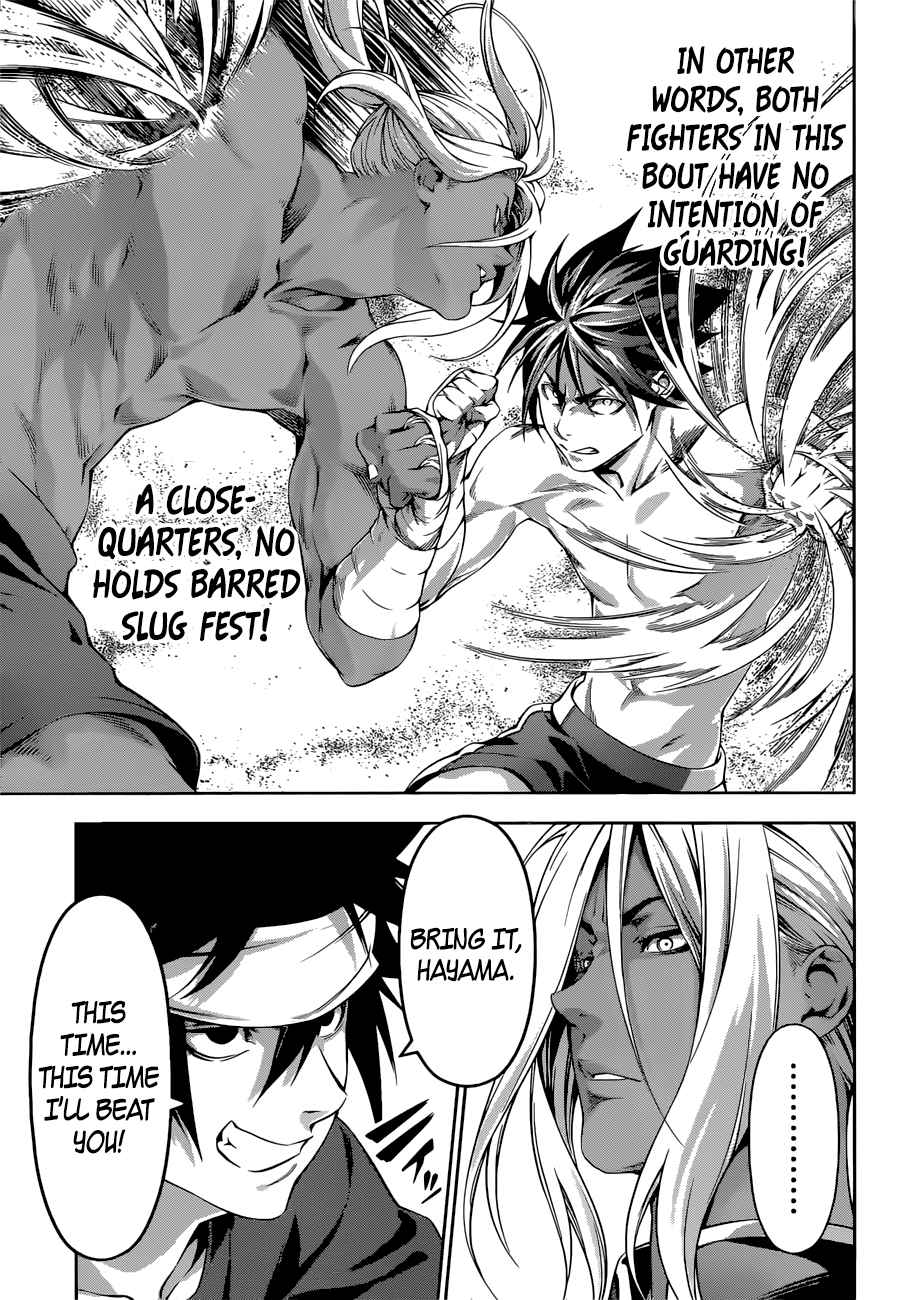 IN OTHER
WORDS, BOTH
FIGHTERS IN THIS
BOUT HAVE NO
INTENTION OF
GUARDING!
A CLOSE-
QUARTERS, NO
HOLDS BARRED
SLUG FEST!
..........
BRING IT,
HAYAMA.
THIS
TIME...
THIS TIME
I'LL BEAT
YOU!